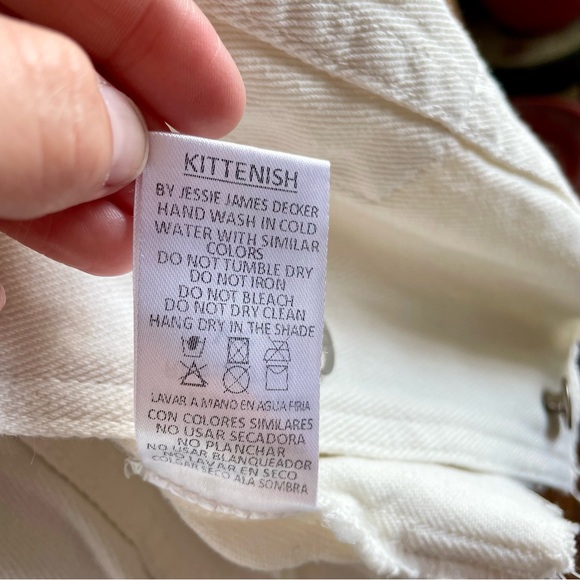 KITTENISH
BY JESSIE JAMES DECKER
HAND WASH IN COLD
WATER WITH SIMILAR
COLORS
DO NOT TUMBLE DRY
DO NOT IRON
DO NOT BLEACH
DO NOT DRY CLEAN
HANG DRY IN THE SHADE
LAVAR A MANO EN AGUA FIRIA
CON COLORES SIMILARES
NO USAR SECADORA
NO PLANCHAR
NO USAR BLANQUEADOR
NO LAVAR EN SECO
COLGAR SECO ALA SOMBRA